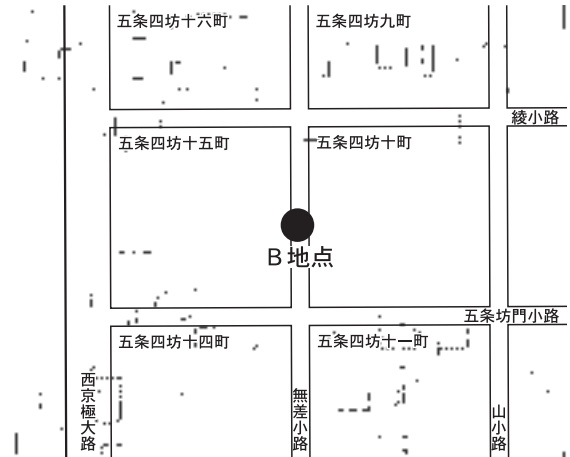 五条四坊十六町
五条四坊九町
綾小路
五条四坊十五町
五条四坊十町
B地点
五条坊門小路
五条四坊十四町
五条四坊十一町
西京極大路
無差小路
山小路